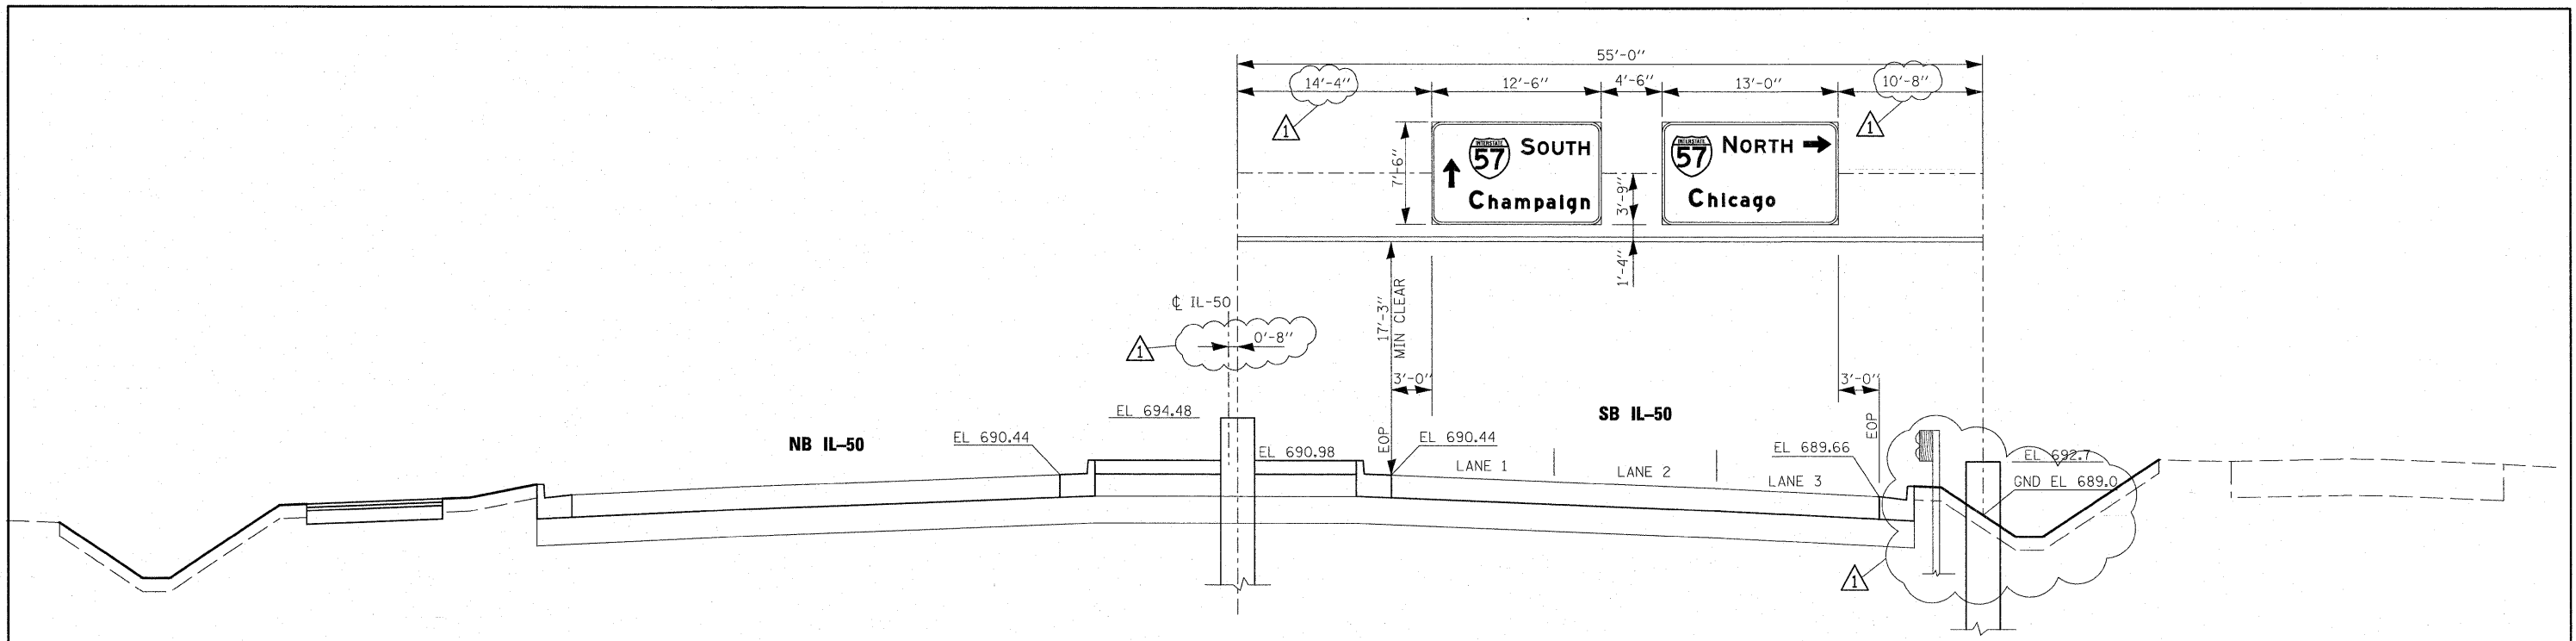 55'-0"
14'-4"
12'-6"
4'-6"
13'-0"
10'-8"
1
1
7'-6"
INTERSTATE
57
SOUTH
Champaign
3'-9"
INTERSTATE
57
NORTH
Chicago
1'-4"
℄ IL-50
0'-8"
1
17'-3"
MIN CLEAR
3'-0"
3'-0"
EL 694.48
SB IL-50
NB IL-50
EL 690.44
EL 690.98
EOP
EL 690.44
EOP
EL 689.66
LANE 1
LANE 2
LANE 3
EL 692.7
GND EL 689.0
1